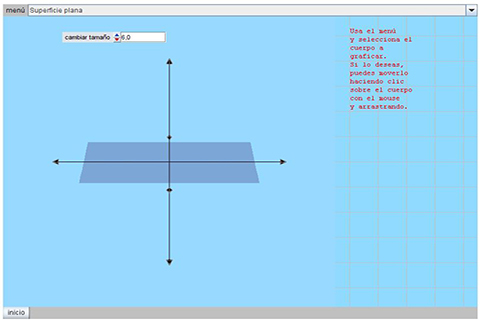 menú Superficie plana
cambiar tamaño 6.0
Usa el menú
y selecciona el
cuerpo a
graficar.
Si lo deseas,
puedes moverlo
haciendo clic
sobre el cuerpo
con el mouse
y arrastrando.
inicio